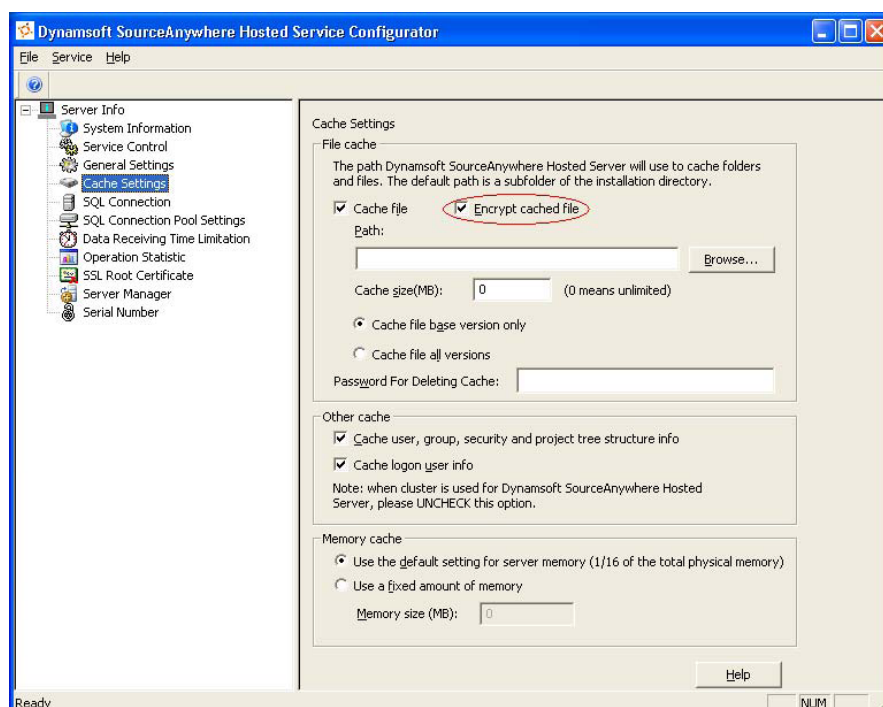 Dynamsoft SourceAnywhere Hosted Service Configurator
File Service Help
Server Info
System Information
Service Control
General Settings
Cache Settings
SQL Connection
SQL Connection Pool Settings
Data Receiving Time Limitation
Operation Statistic
SSL Root Certificate
Server Manager
Serial Number
Cache Settings
File cache
The path Dynamsoft SourceAnywhere Hosted Server will use to cache folders
and files. The default path is a subfolder of the installation directory.
Cache file Encrypt cached file
Path:
Browse...
Cache size(MB): 0 (0 means unlimited)
Cache file base version only
Cache file all versions
Password For Deleting Cache:
Other cache
Cache user, group, security and project tree structure info
Cache logon user info
Note: when cluster is used for Dynamsoft SourceAnywhere Hosted
Server, please UNCHECK this option.
Memory cache
Use the default setting for server memory (1/16 of the total physical memory)
Use a fixed amount of memory
Memory size (MB): 0
Help
Ready NUM